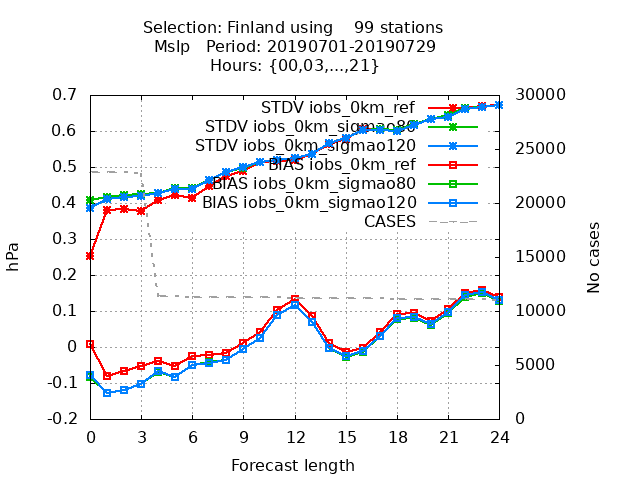 Selection: Finland using    99 stations
Mslp   Period: 20190701-20190729
Hours: {00,03,...,21}
STDV iobs_0km_ref
STDV iobs_0km_sigmao80
STDV iobs_0km_sigmao120
BIAS iobs_0km_ref
BIAS iobs_0km_sigmao80
BIAS iobs_0km_sigmao120
CASES
hPa
0.7
0.6
0.5
0.4
0.3
0.2
0.1
0
-0.1
-0.2
30000
25000
20000
15000
10000
5000
0
No cases
0 3 6 9 12 15 18 21 24
Forecast length